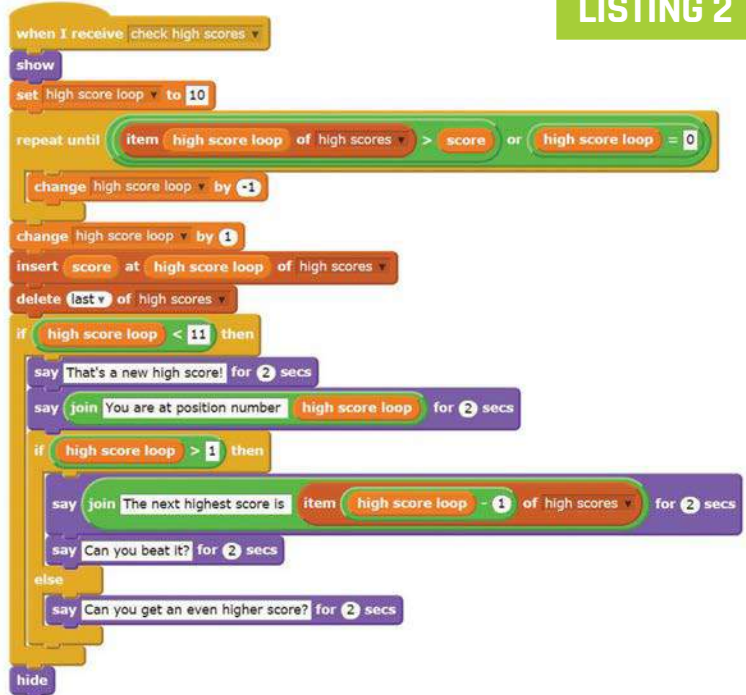 LISTING 2
when I receive check high scores
show
set high score loop to 10
repeat until item high score loop of high scores > score or high score loop = 0
change high score loop by -1
change high score loop by 1
insert score at high score loop of high scores
delete last of high scores
if high score loop < 11 then
say That's a new high score! for 2 secs
say join You are at position number high score loop for 2 secs
if high score loop > 1 then
say join The next highest score is item high score loop - 1 of high scores for 2 secs
say Can you beat it? for 2 secs
else
say Can you get an even higher score? for 2 secs
hide